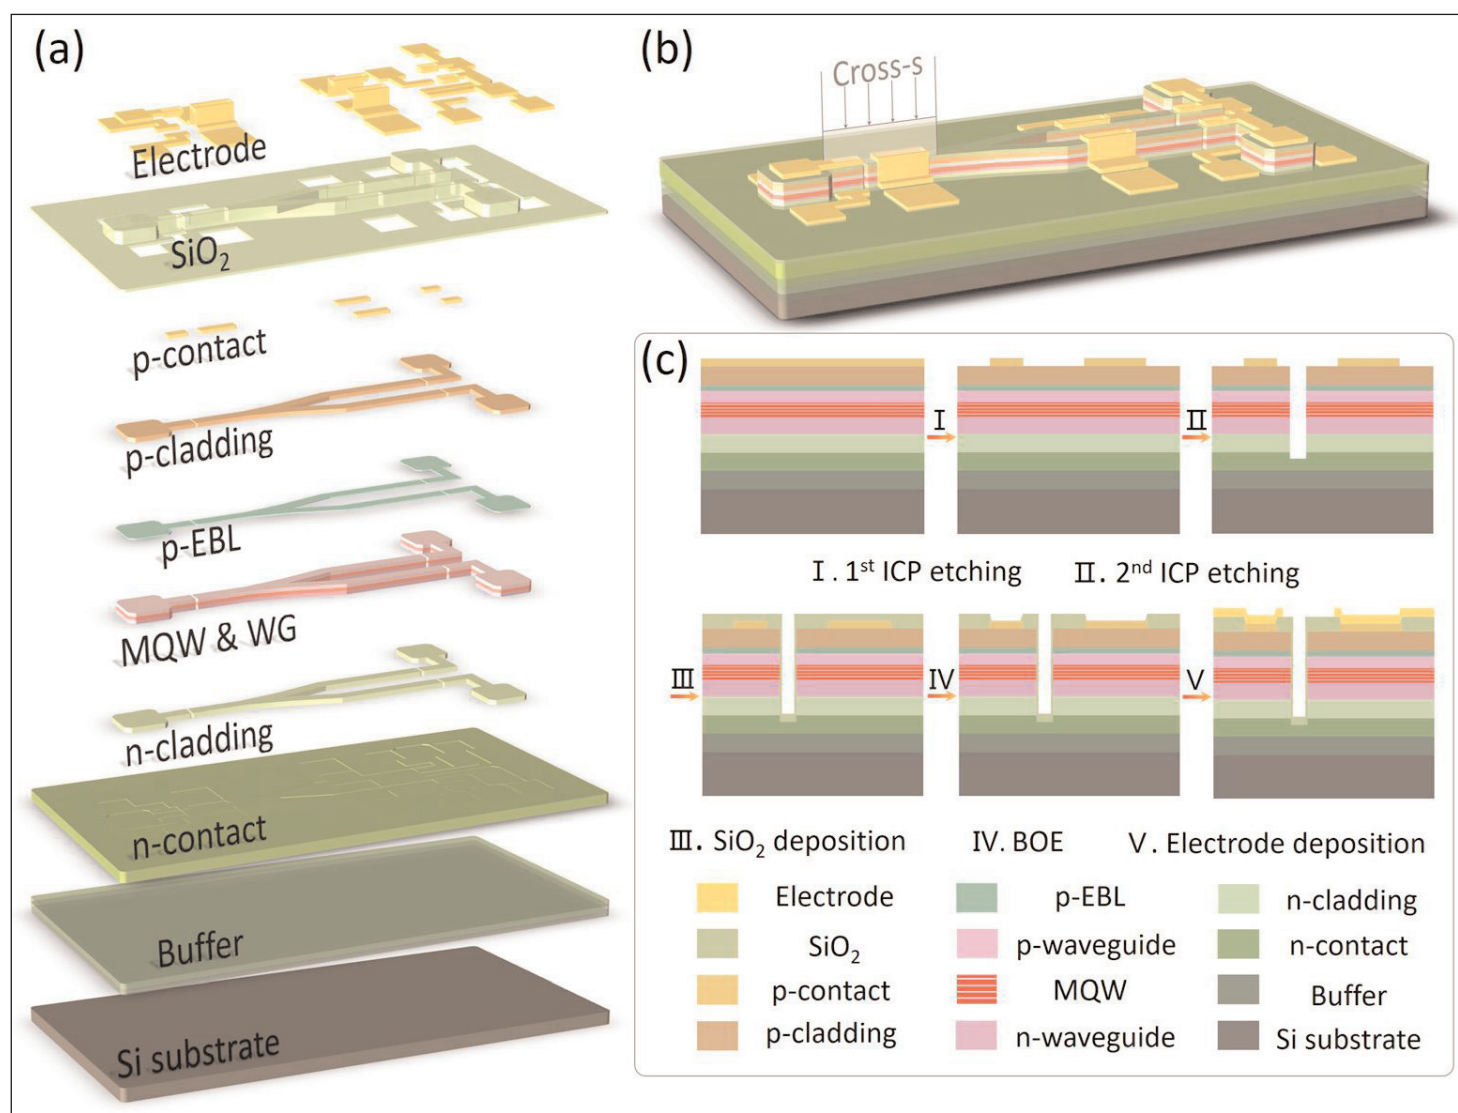 (a)
Electrode
SiO₂
p-contact
p-cladding
p-EBL
MQW & WG
n-cladding
n-contact
Buffer
Si substrate
(b)
Cross-s
(c)
Ⅰ
Ⅱ
Ⅰ. 1ˢᵗ ICP etching
Ⅱ. 2ⁿᵈ ICP etching
Ⅲ
Ⅳ
Ⅴ
Ⅲ. SiO₂ deposition
Ⅳ. BOE
Ⅴ. Electrode deposition
Electrode
p-EBL
n-cladding
SiO₂
p-waveguide
n-contact
p-contact
MQW
Buffer
p-cladding
n-waveguide
Si substrate